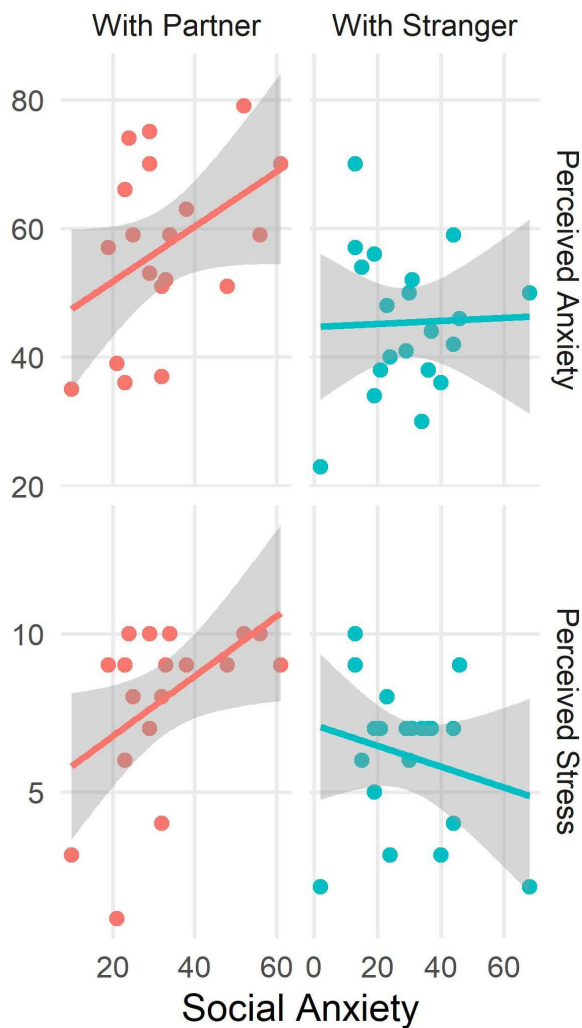 With Partner
With Stranger
80
60
40
20
Perceived Anxiety
10
5
Perceived Stress
20 40 60 0 20 40 60
Social Anxiety